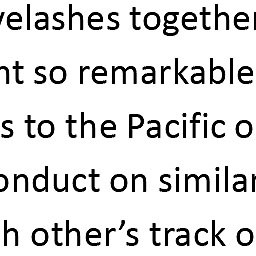 yelashes together
nt so remarkable
s to the Pacific o
onduct on similar
h other’s track o